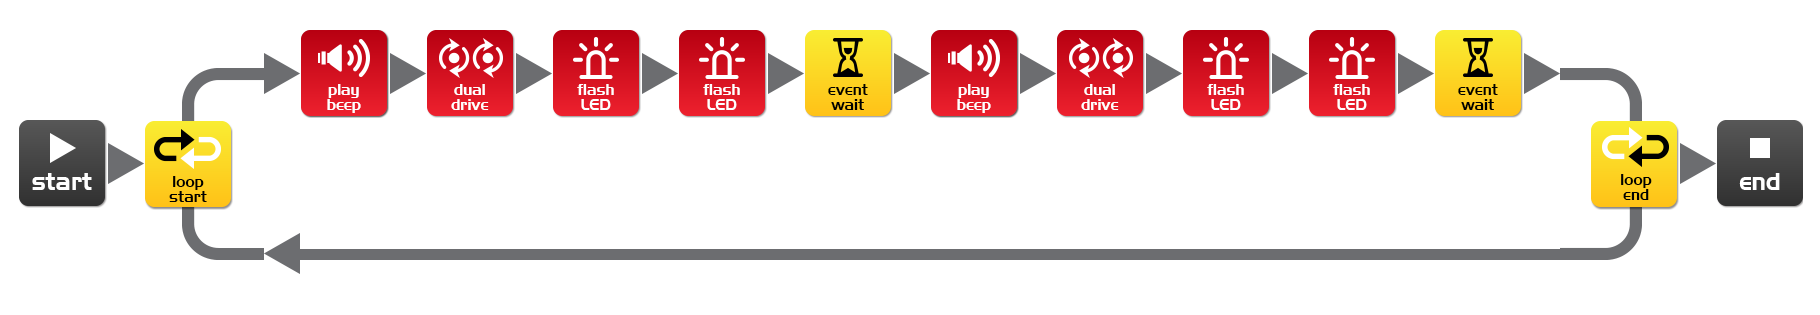 start
loop
start
play
beep
dual
drive
flash
LED
flash
LED
event
wait
play
beep
dual
drive
flash
LED
flash
LED
event
wait
loop
end
end